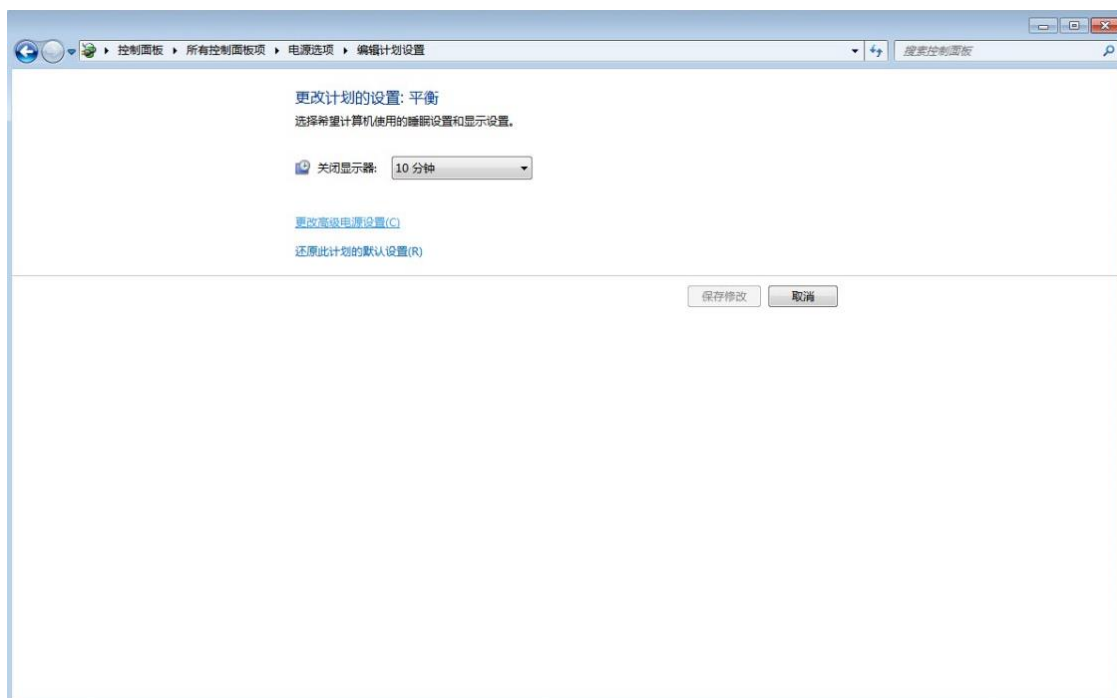 控制面板 ▸ 所有控制面板项 ▸ 电源选项 ▸ 编辑计划设置
搜索控制面板
更改计划的设置: 平衡
选择希望计算机使用的睡眠设置和显示设置。
关闭显示器: 10 分钟
更改高级电源设置(C)
还原此计划的默认设置(R)
保存修改 取消